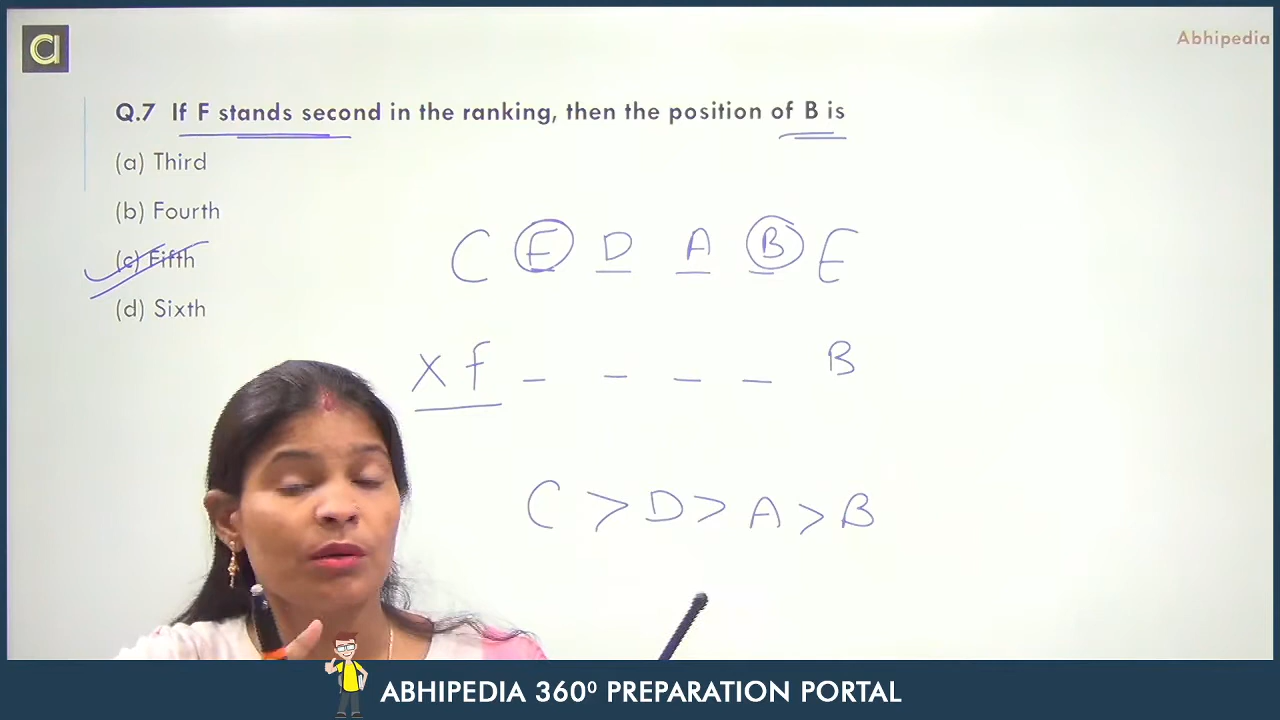 Abhipedia
Q.7 If F stands second in the ranking, then the position of B is
(a) Third
(b) Fourth
(c) Fifth
(d) Sixth
C F D A B E
X f _ _ _ _ B
C > D > A > B
ABHIPEDIA 360⁰ PREPARATION PORTAL